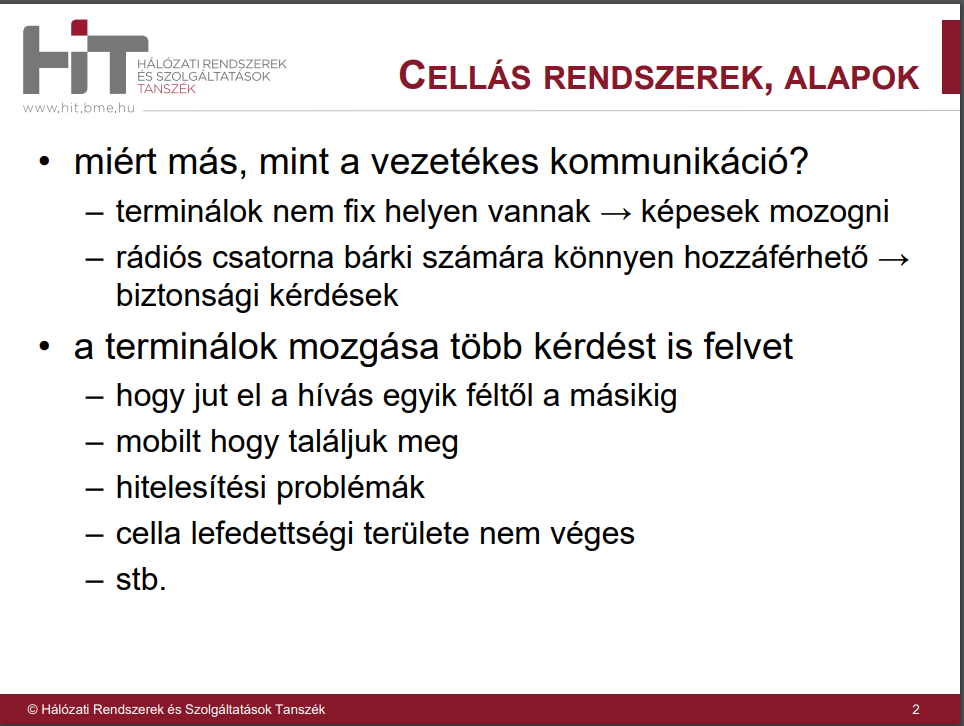 HiT
HÁLÓZATI RENDSZEREK
ÉS SZOLGÁLTATÁSOK
TANSZÉK
www.hit.bme.hu
CELLÁS RENDSZEREK, ALAPOK
• miért más, mint a vezetékes kommunikáció?
– terminálok nem fix helyen vannak → képesek mozogni
– rádiós csatorna bárki számára könnyen hozzáférhető →
biztonsági kérdések
• a terminálok mozgása több kérdést is felvet
– hogy jut el a hívás egyik féltől a másikig
– mobilt hogy találjuk meg
– hitelesítési problémák
– cella lefedettségi területe nem véges
– stb.
© Hálózati Rendszerek és Szolgáltatások Tanszék
2